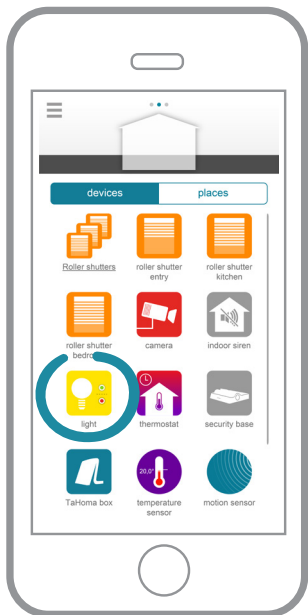 devices places
Roller shutters
roller shutter entry
roller shutter kitchen
roller shutter bedroom
camera
indoor siren
light
thermostat
security base
TaHoma box
20,0°
temperature sensor
motion sensor